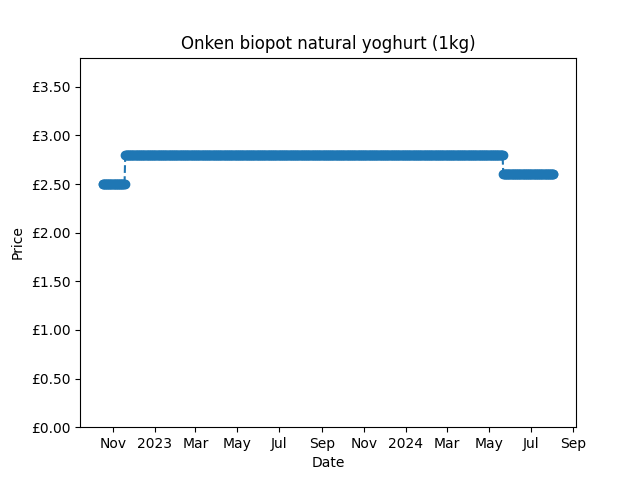 Onken biopot natural yoghurt (1kg)
£3.50
£3.00
£2.50
£2.00
£1.50
£1.00
£0.50
£0.00
Price
Nov 2023 Mar May Jul Sep Nov 2024 Mar May Jul Sep
Date